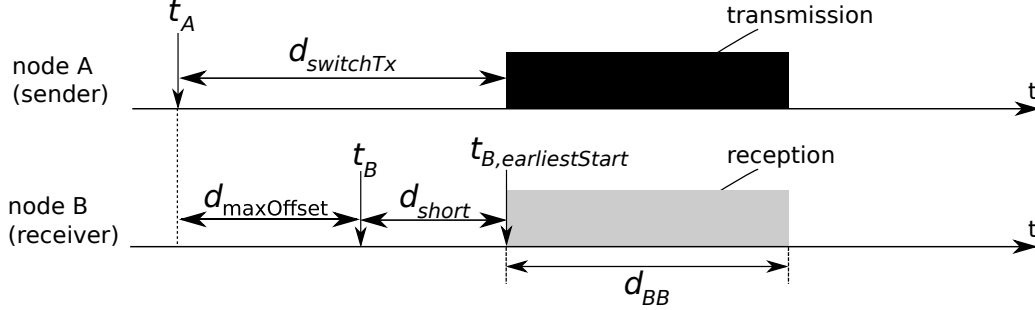 t_A
transmission
node A
(sender)
d_switchTx
t
t_B
t_B,earliestStart
reception
node B
(receiver)
d_maxOffset
d_short
t
d_BB